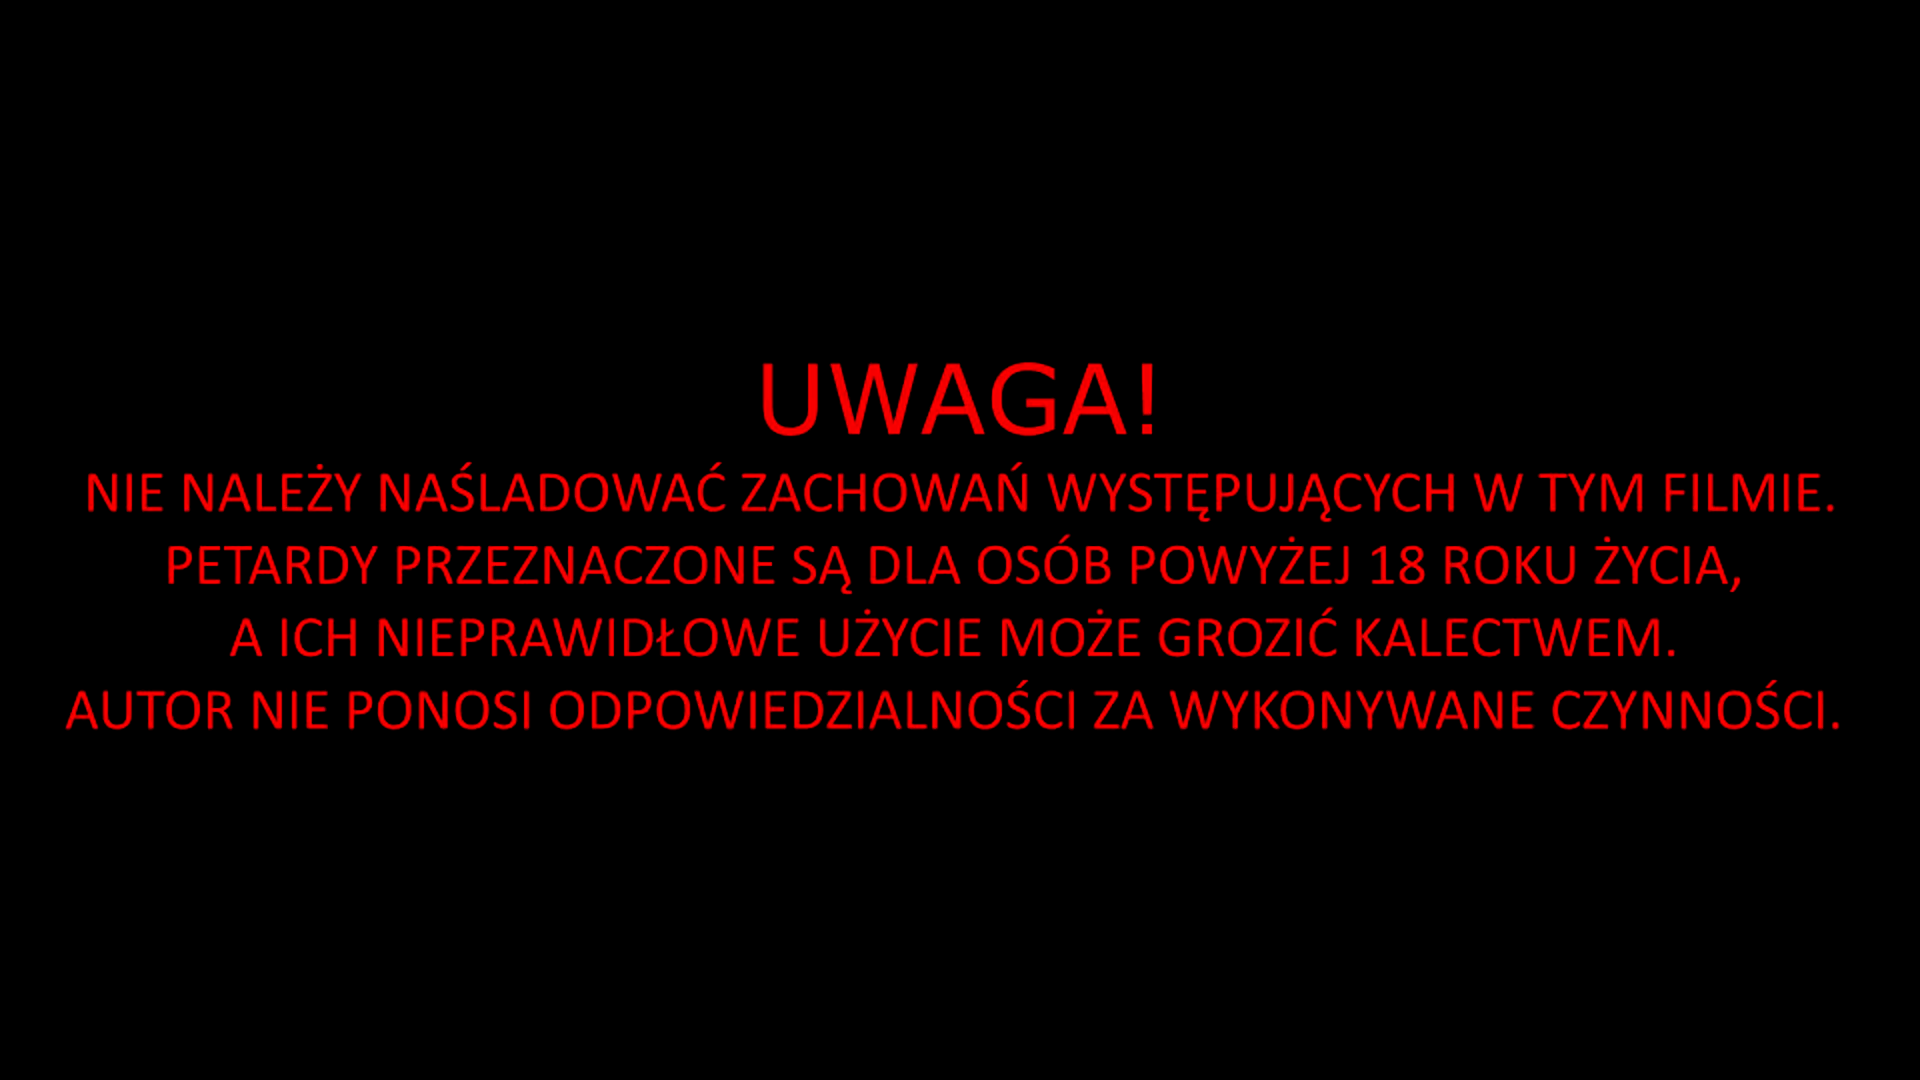 UWAGA!
NIE NALEŻY NAŚLADOWAĆ ZACHOWAŃ WYSTĘPUJĄCYCH W TYM FILMIE.
PETARDY PRZEZNACZONE SĄ DLA OSÓB POWYŻEJ 18 ROKU ŻYCIA,
A ICH NIEPRAWIDŁOWE UŻYCIE MOŻE GROZIĆ KALECTWEM.
AUTOR NIE PONOSI ODPOWIEDZIALNOŚCI ZA WYKONYWANE CZYNNOŚCI.